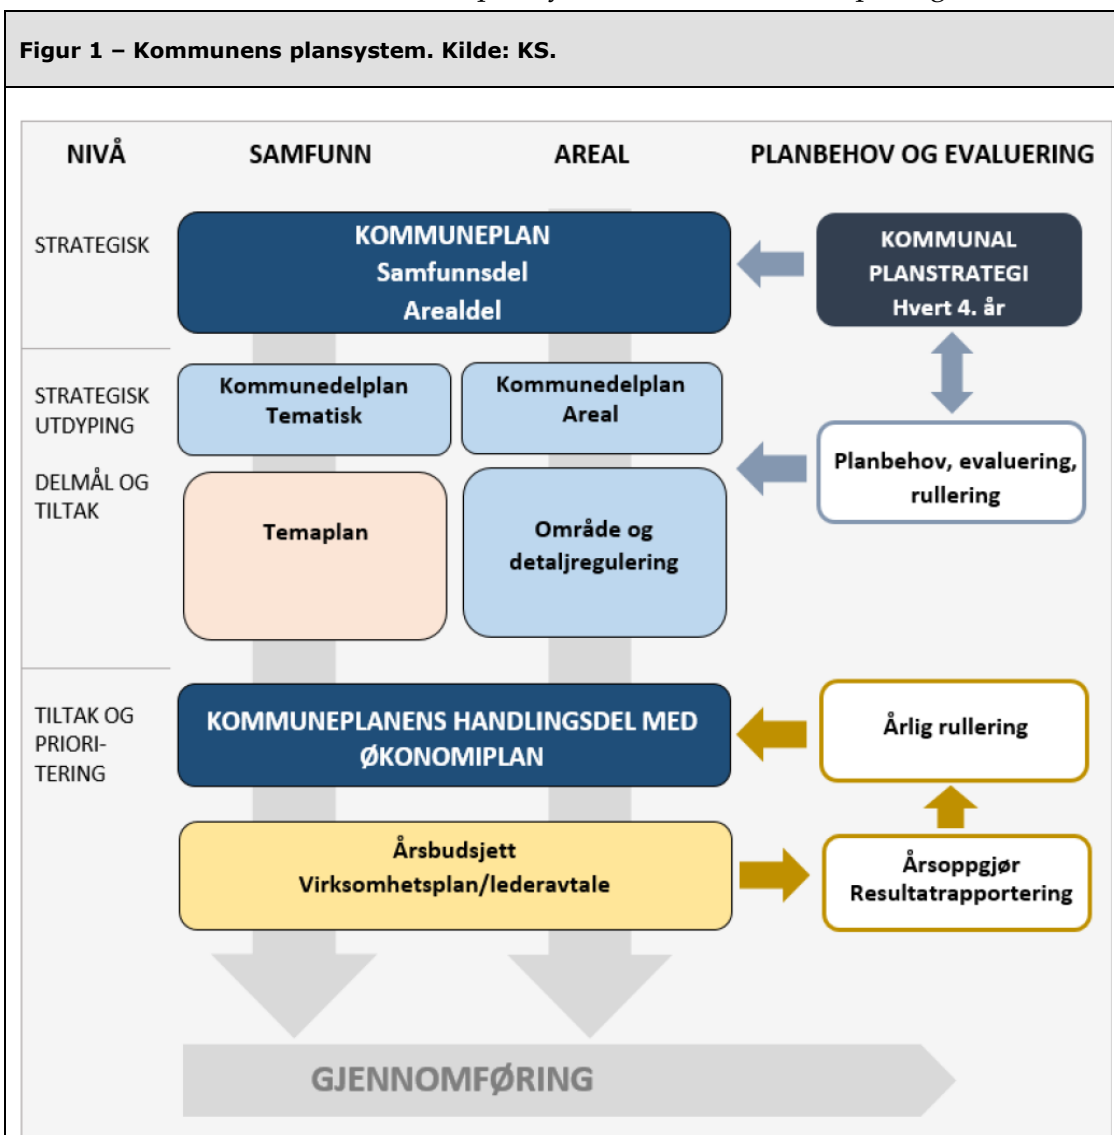 Figur 1 – Kommunens plansystem. Kilde: KS.
NIVÅ
SAMFUNN
AREAL
PLANBEHOV OG EVALUERING
STRATEGISK
KOMMUNEPLAN
Samfunnsdel
Arealdel
KOMMUNAL
PLANSTRATEGI
Hvert 4. år
STRATEGISK
UTDYPING
Kommunedelplan
Tematisk
Kommunedelplan
Areal
Planbehov, evaluering,
rullering
DELMÅL OG
TILTAK
Temaplan
Område og
detaljregulering
TILTAK OG
PRIORI-
TERING
KOMMUNEPLANENS HANDLINGSDEL MED
ØKONOMIPLAN
Årlig rullering
Årsbudsjett
Virksomhetsplan/lederavtale
Årsoppgjør
Resultatrapportering
GJENNOMFØRING